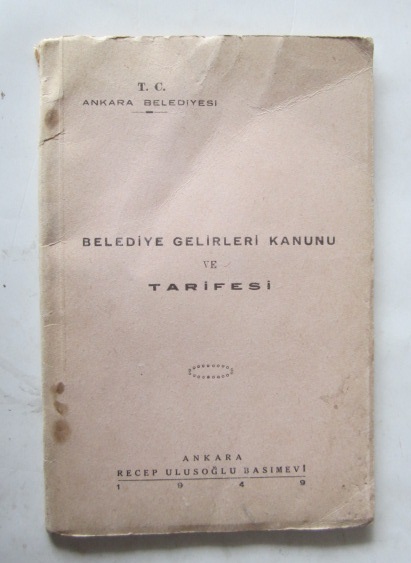 T. C.
ANKARA BELEDİYESİ
BELEDİYE GELİRLERİ KANUNU
VE
TARİFESİ
ANKARA
RECEP ULUSOĞLU BASIMEVİ
1 9 4 9